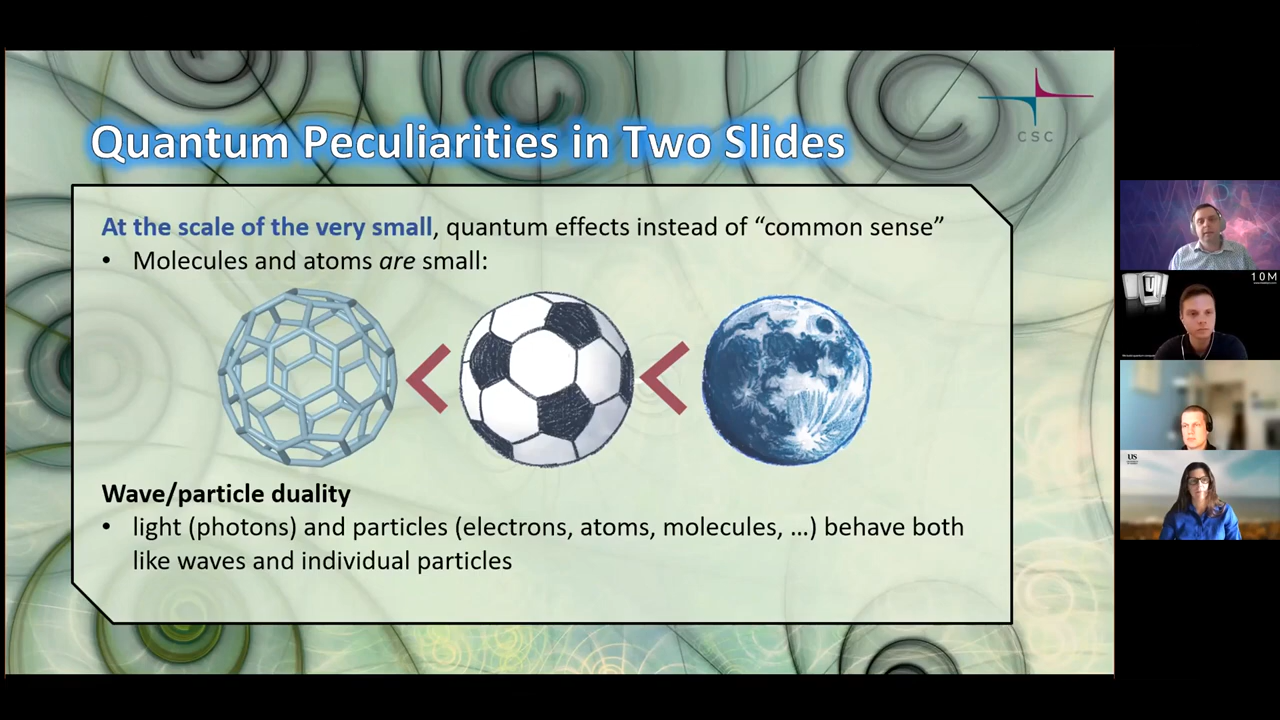 CSC
Quantum Peculiarities in Two Slides
At the scale of the very small, quantum effects instead of “common sense”
• Molecules and atoms are small:
< <
Wave/particle duality
• light (photons) and particles (electrons, atoms, molecules, …) behave both
like waves and individual particles
10M
US